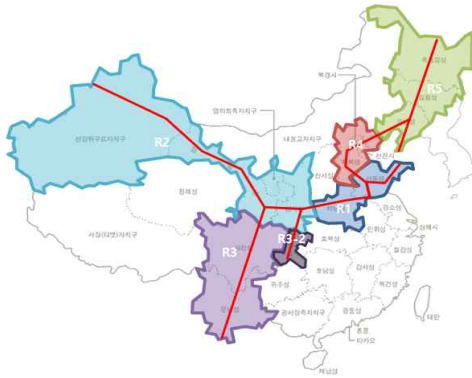 흑룡강성
R5
길림성
북경시
영하회족자치구
신강위구르자치구
내몽고자치구
R2
R4
천진시
산서성
청해성
R1
강소성
서장(티벳)자치구
상해시
안휘성
R3
R3-2
호북성
절강성
호남성
강서성
귀주성
복건성
운남성
광서장족자치구
광동성
대만
홍콩
마카오
해남성